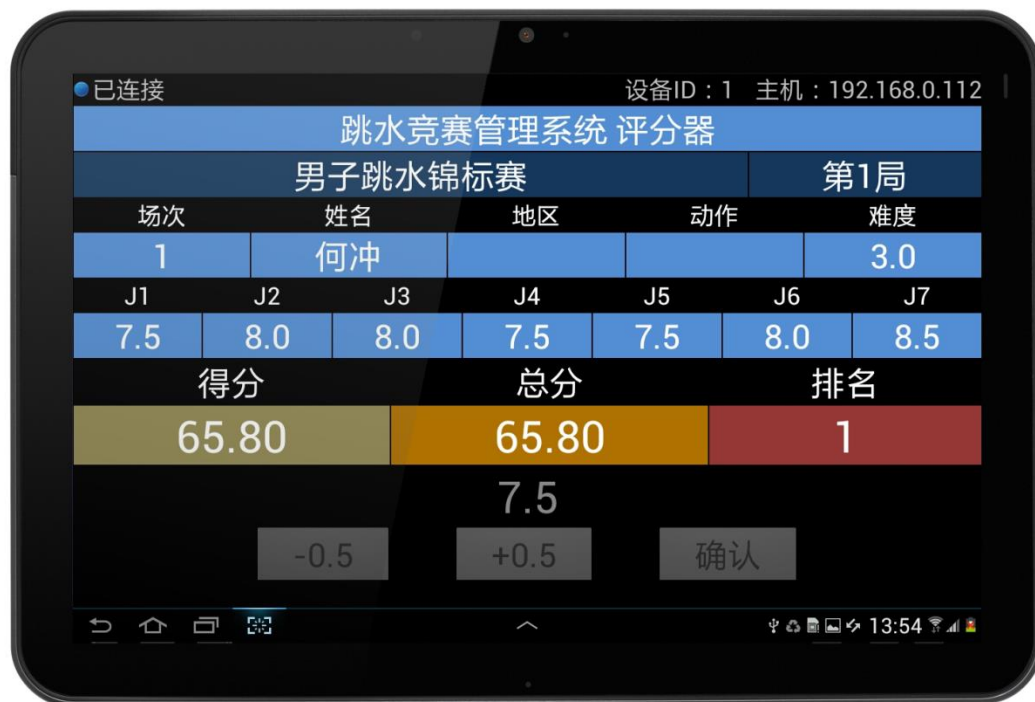 已连接 设备ID：1 主机：192.168.0.112
跳水竞赛管理系统 评分器
男子跳水锦标赛 第1局
场次 姓名 地区 动作 难度
1 何冲 3.0
J1 J2 J3 J4 J5 J6 J7
7.5 8.0 8.0 7.5 7.5 8.0 8.5
得分 总分 排名
65.80 65.80 1
7.5
-0.5 +0.5 确认
13:54